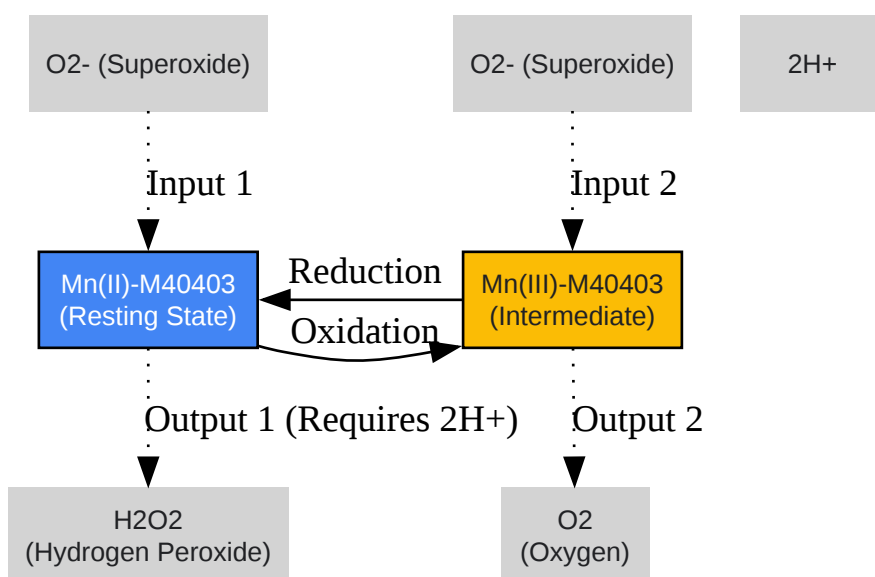 O2- (Superoxide)
O2- (Superoxide)
2H+
Input 1
Input 2
Mn(II)-M40403
(Resting State)
Reduction
Oxidation
Mn(III)-M40403
(Intermediate)
Output 1 (Requires 2H+)
Output 2
H2O2
(Hydrogen Peroxide)
O2
(Oxygen)